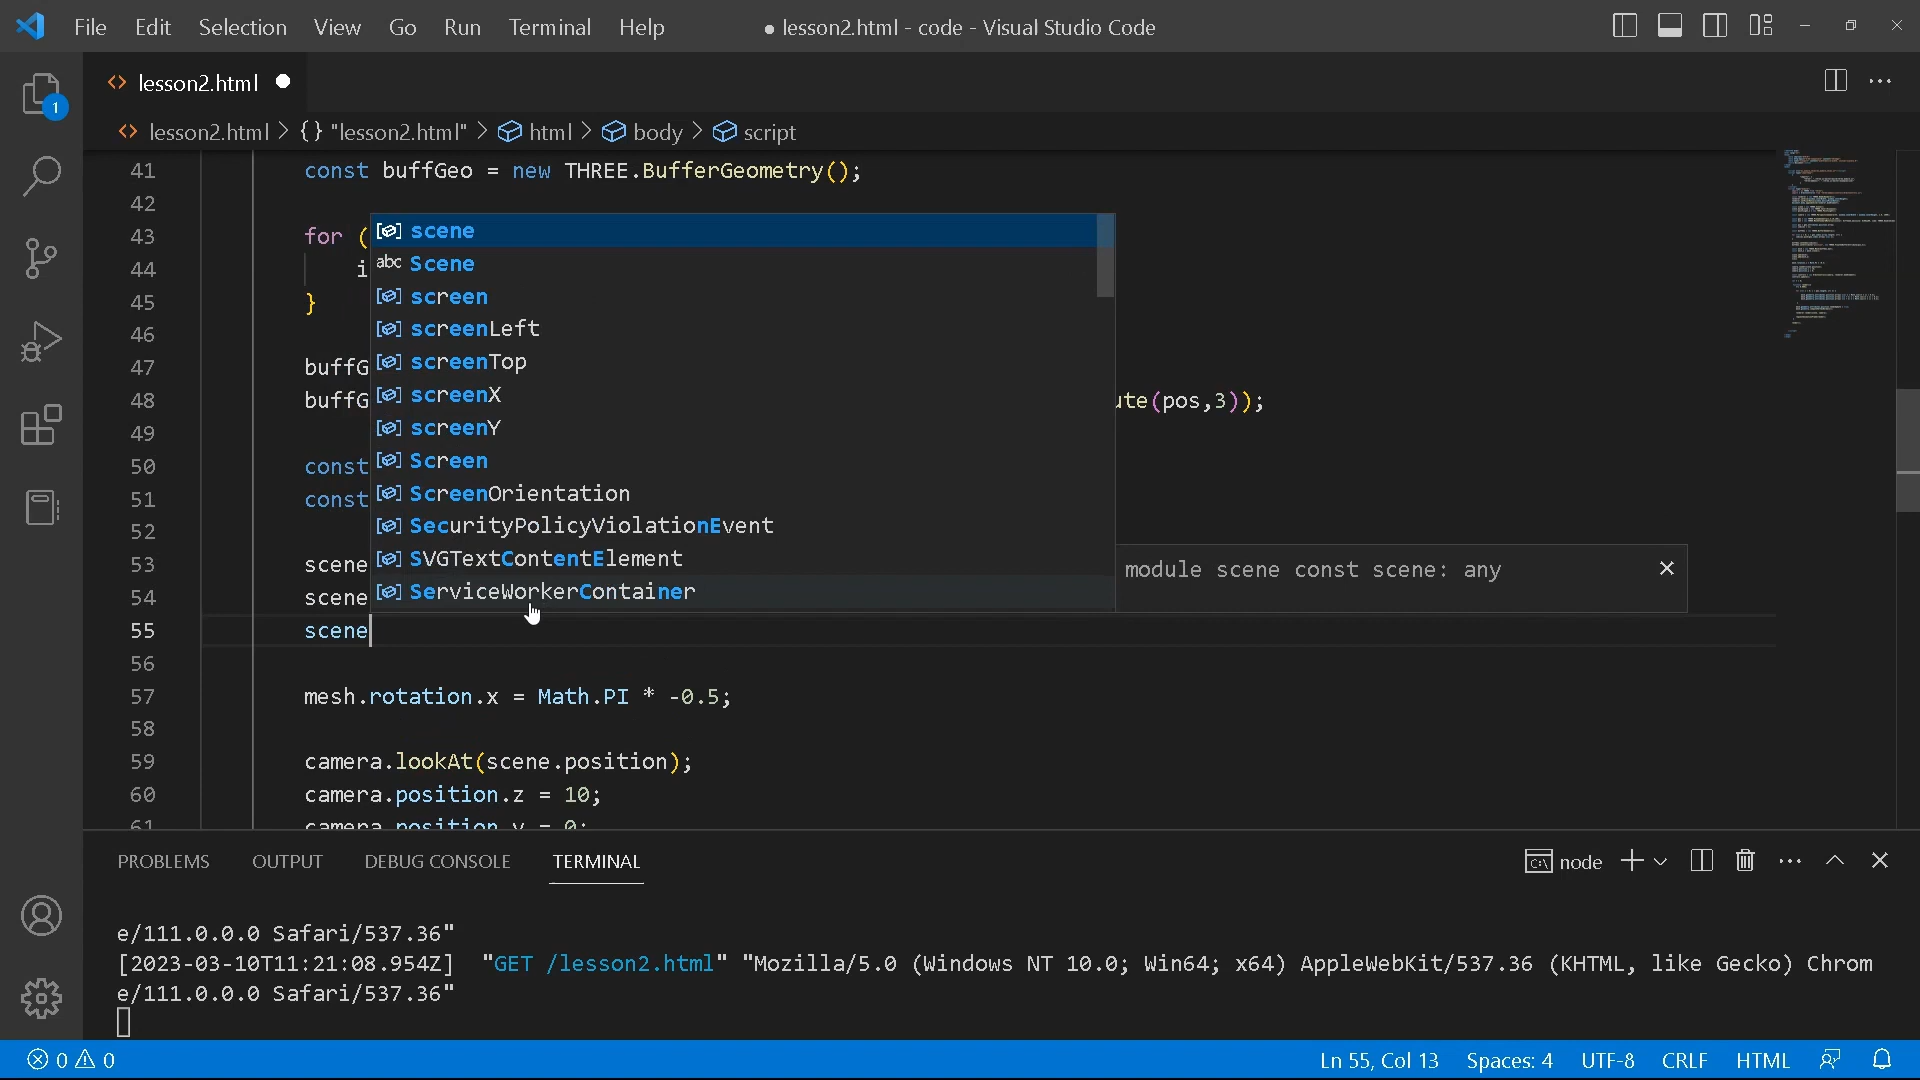 File Edit Selection View Go Run Terminal Help ● lesson2.html - code - Visual Studio Code
<> lesson2.html ●
<> lesson2.html > {} "lesson2.html" > html > body > script
41 const buffGeo = new THREE.BufferGeometry();
42
43 for (
44 i
45 }
46
47 buffG
48 buffG ute(pos,3));
49
50 const
51 const
52
53 scene
54 scene
55 scene
56
57 mesh.rotation.x = Math.PI * -0.5;
58
59 camera.lookAt(scene.position);
60 camera.position.z = 10;
61 camera.position.y = 0;
scene
abc Scene
screen
screenLeft
screenTop
screenX
screenY
Screen
ScreenOrientation
SecurityPolicyViolationEvent
SVGTextContentElement
ServiceWorkerContainer
module scene const scene: any
1
PROBLEMS OUTPUT DEBUG CONSOLE TERMINAL node
e/111.0.0.0 Safari/537.36"
[2023-03-10T11:21:08.954Z] "GET /lesson2.html" "Mozilla/5.0 (Windows NT 10.0; Win64; x64) AppleWebKit/537.36 (KHTML, like Gecko) Chrom
e/111.0.0.0 Safari/537.36"
0 0 Ln 55, Col 13 Spaces: 4 UTF-8 CRLF HTML